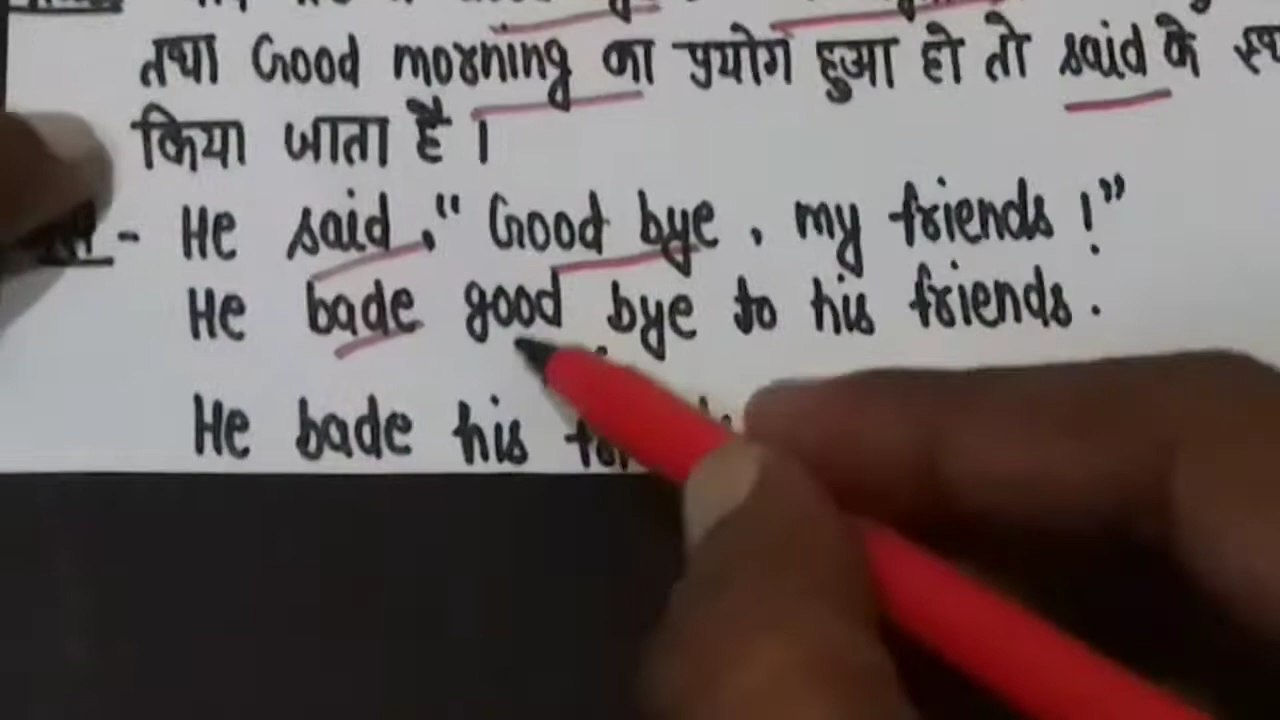 तथा Good morning का प्रयोग हुआ हो तो said के
किया जाता है ।
- He said, "Good bye, my friends !"
He bade good bye to his friends.
He bade his